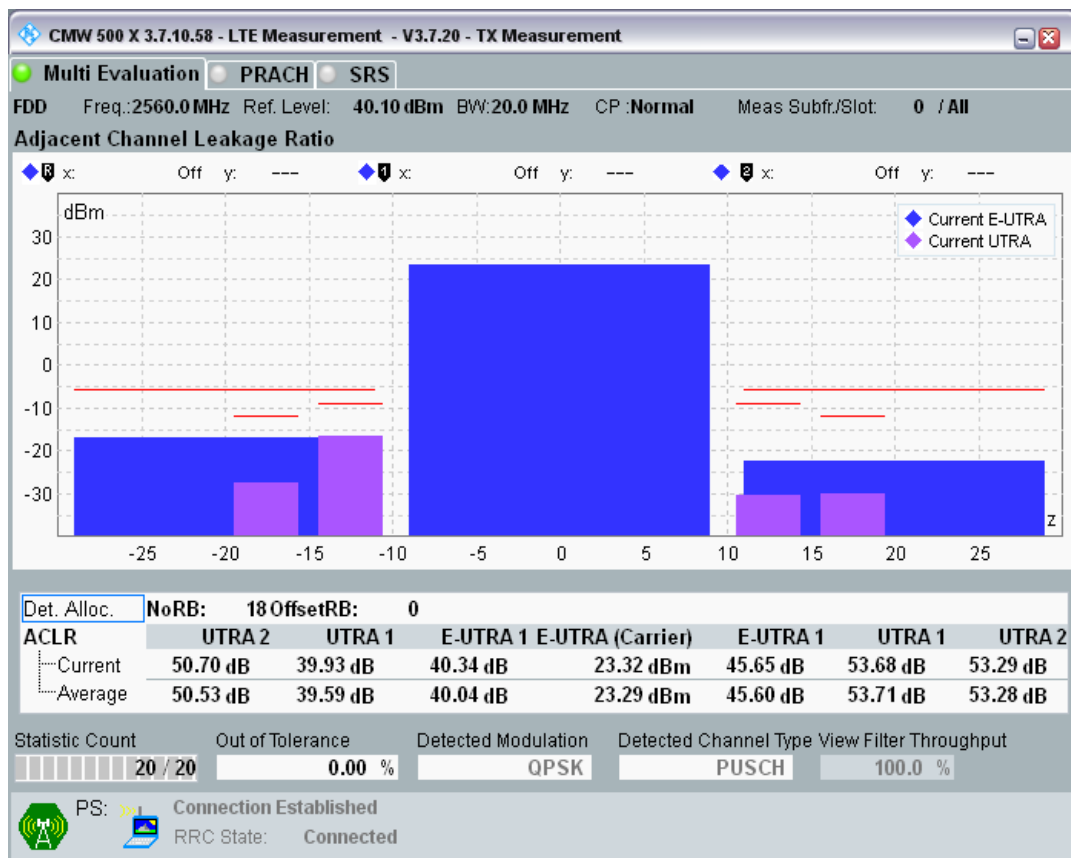 CMW 500 X 3.7.10.58 - LTE Measurement - V3.7.20 - TX Measurement
Multi Evaluation PRACH SRS
FDD Freq.:2560.0 MHz Ref. Level: 40.10 dBm BW:20.0 MHz CP :Normal Meas Subfr./Slot: 0 / All
Adjacent Channel Leakage Ratio
R x: Off y: --- 1 x: Off y: --- 2 x: Off y: ---
dBm
Current E-UTRA
Current UTRA
30
20
10
0
-10
-20
-30
z
-25 -20 -15 -10 -5 0 5 10 15 20 25
Det. Alloc. NoRB: 18 OffsetRB: 0
ACLR UTRA 2 UTRA 1 E-UTRA 1 E-UTRA (Carrier) E-UTRA 1 UTRA 1 UTRA 2
Current 50.70 dB 39.93 dB 40.34 dB 23.32 dBm 45.65 dB 53.68 dB 53.29 dB
Average 50.53 dB 39.59 dB 40.04 dB 23.29 dBm 45.60 dB 53.71 dB 53.28 dB
Statistic Count Out of Tolerance Detected Modulation Detected Channel Type View Filter Throughput
20 / 20 0.00 % QPSK PUSCH 100.0 %
PS: Connection Established
RRC State: Connected